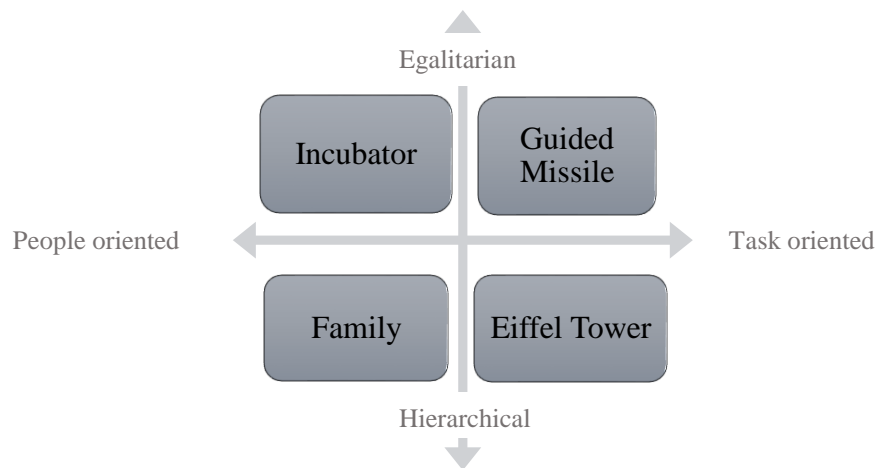 Egalitarian
Incubator
Guided
Missile
People oriented
Task oriented
Family
Eiffel Tower
Hierarchical